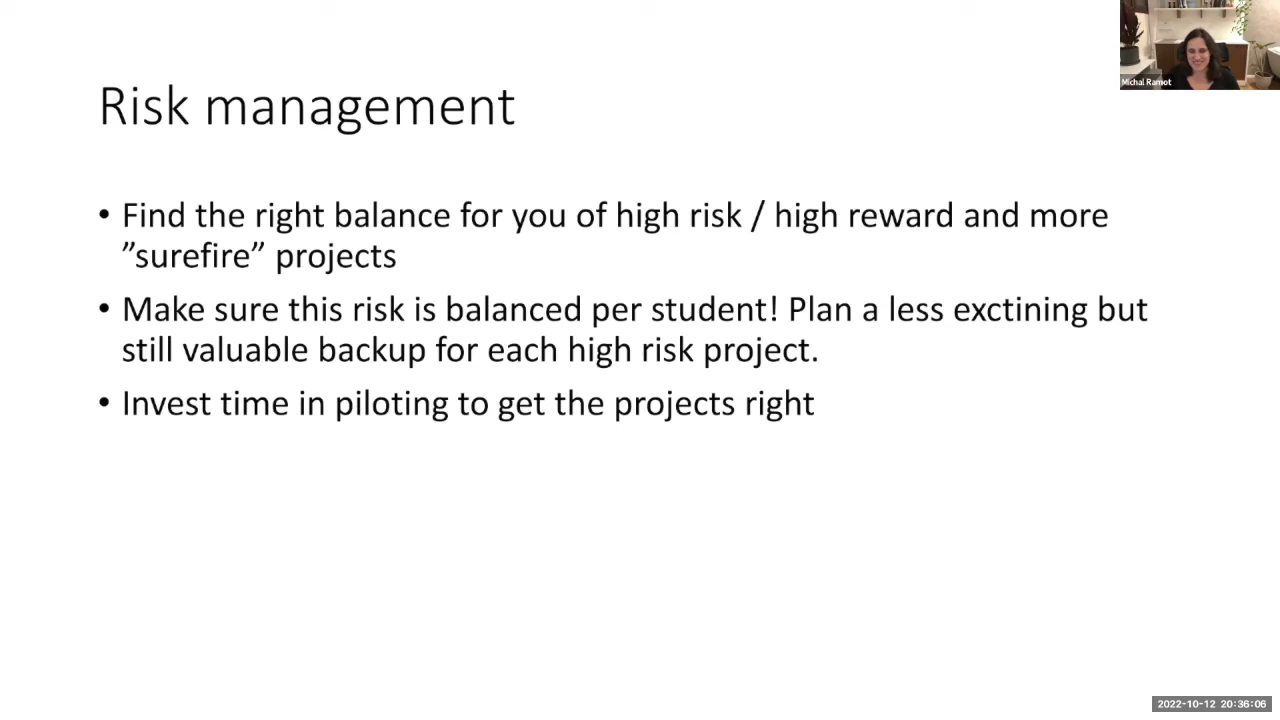 Risk management
• Find the right balance for you of high risk / high reward and more
”surefire” projects
• Make sure this risk is balanced per student! Plan a less exctining but
still valuable backup for each high risk project.
• Invest time in piloting to get the projects right
Michal Ramot
2022-10-12 20:36:06